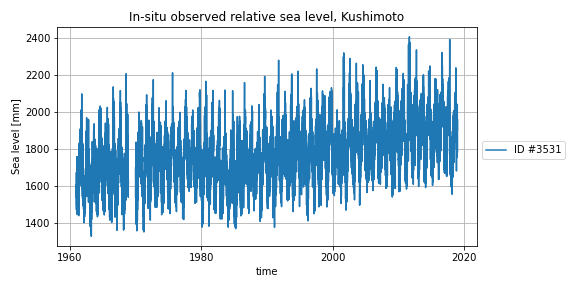 In-situ observed relative sea level, Kushimoto
2400
2200
2000
1800
1600
1400
Sea level [mm]
1960
1980
2000
2020
time
ID #3531